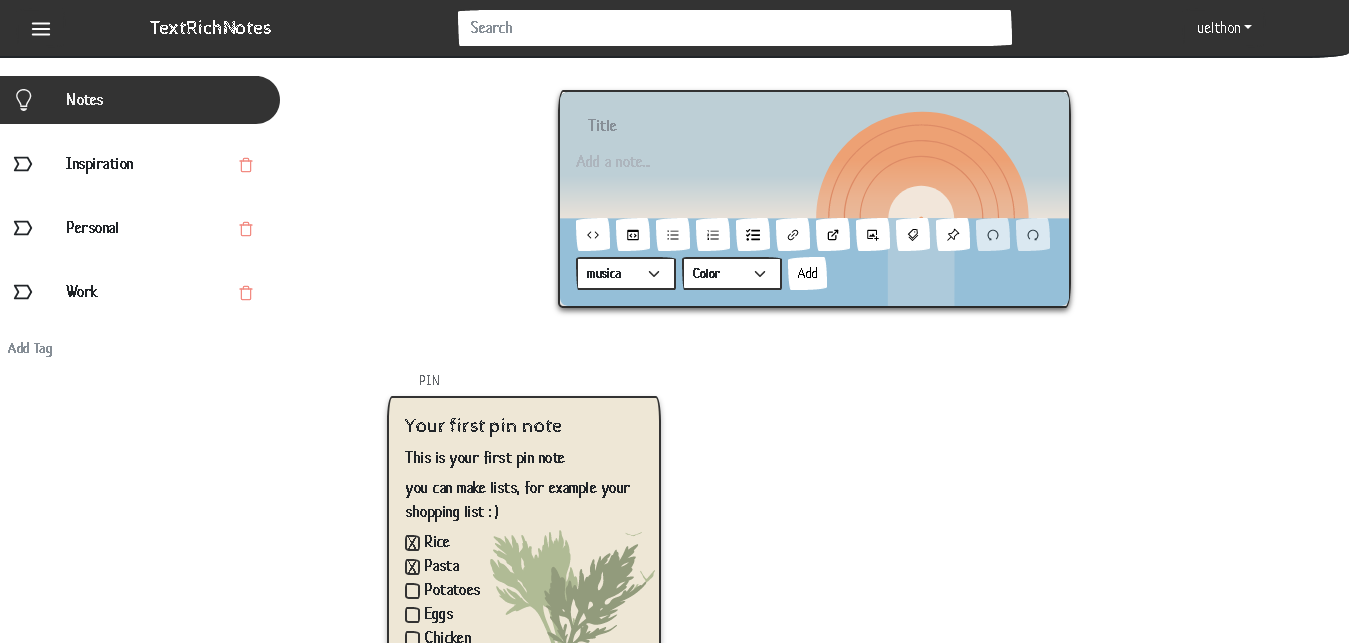 TextRichNotes
Search
uelthon
Notes
Inspiration
Personal
Work
Add Tag
Title
Add a note...
musica
Color
Add
PIN
Your first pin note
This is your first pin note
you can make lists, for example your
shopping list :)
Rice
Pasta
Potatoes
Eggs
Chicken